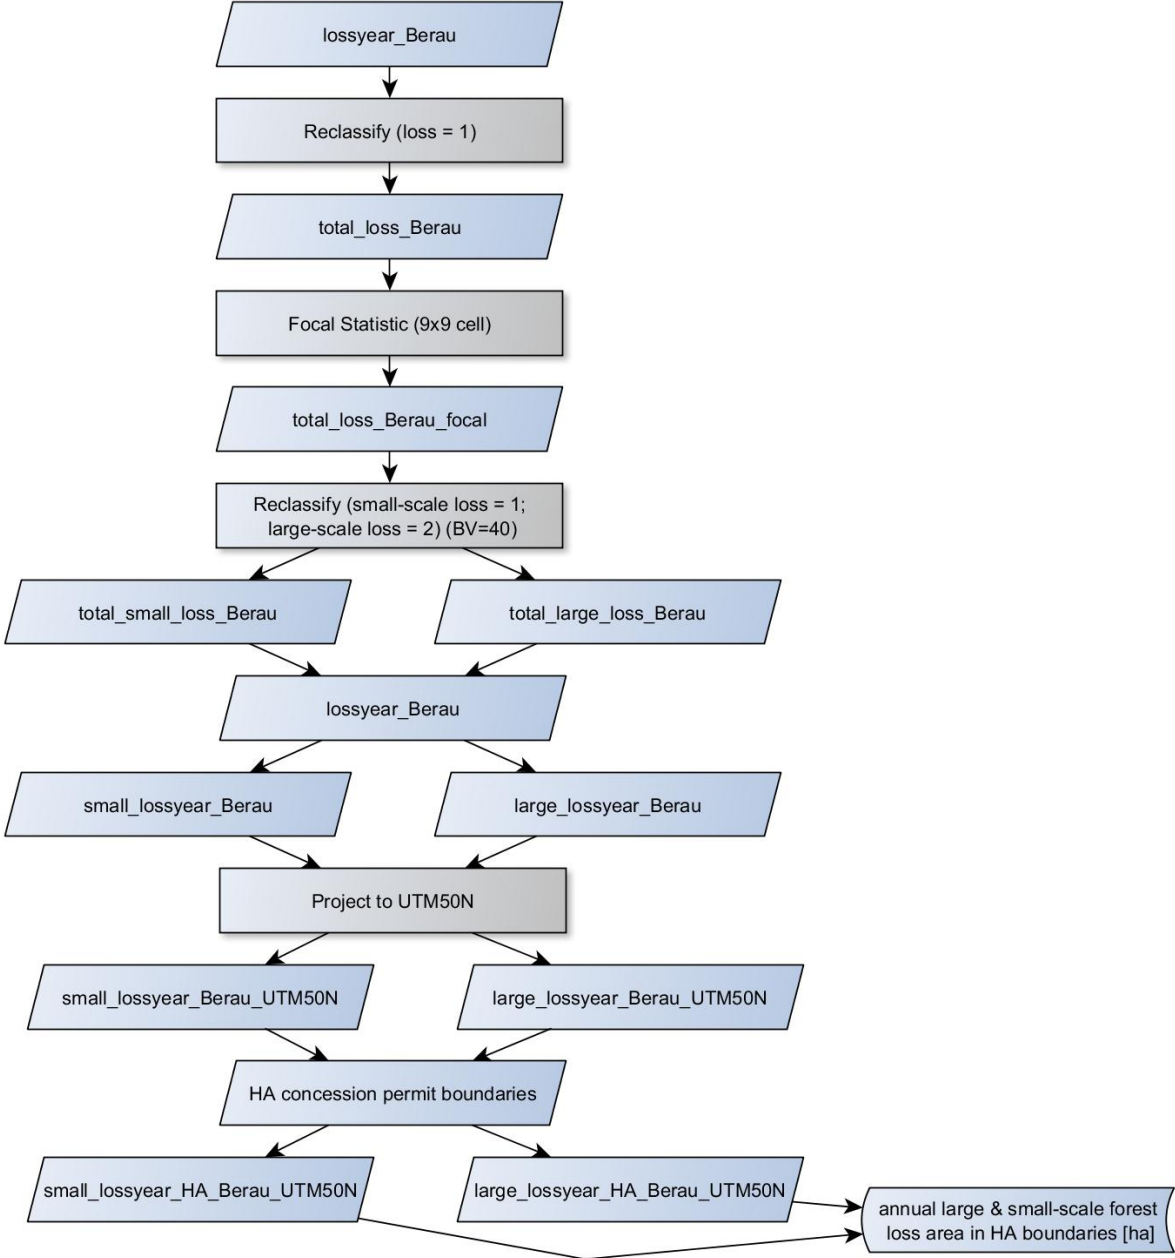 lossyear_Berau
Reclassify (loss = 1)
total_loss_Berau
Focal Statistic (9x9 cell)
total_loss_Berau_focal
Reclassify (small-scale loss = 1;
large-scale loss = 2) (BV=40)
total_small_loss_Berau
total_large_loss_Berau
lossyear_Berau
small_lossyear_Berau
large_lossyear_Berau
Project to UTM50N
small_lossyear_Berau_UTM50N
large_lossyear_Berau_UTM50N
HA concession permit boundaries
small_lossyear_HA_Berau_UTM50N
large_lossyear_HA_Berau_UTM50N
annual large & small-scale forest
loss area in HA boundaries [ha]